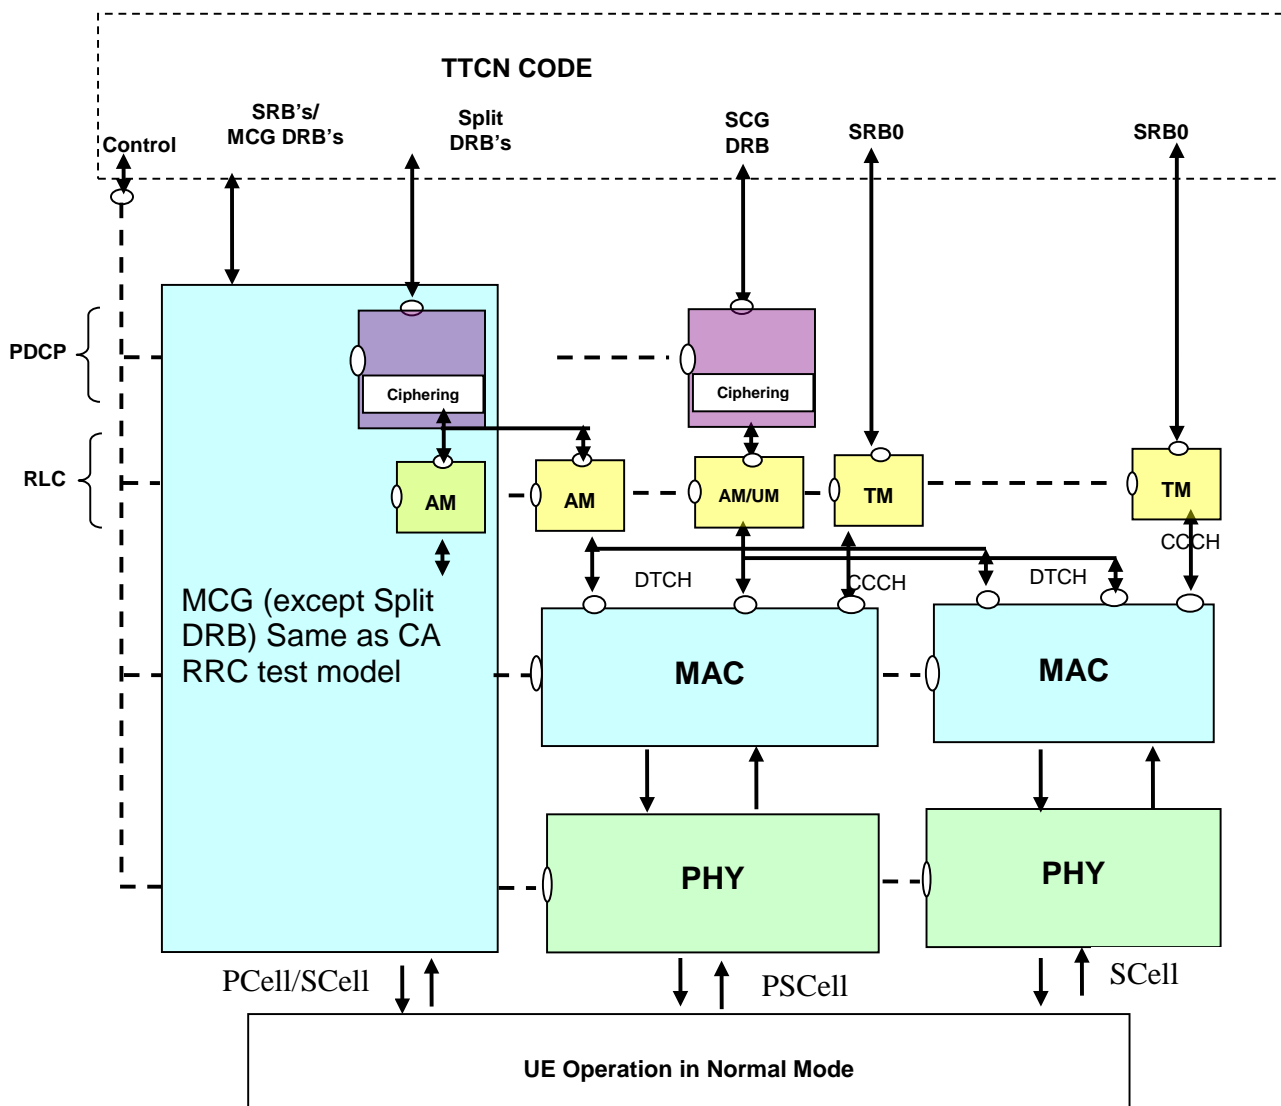 TTCN CODE
SRB's/
MCG DRB's
Split
DRB's
SCG
DRB
SRB0
SRB0
Control
PDCP
Ciphering
Ciphering
RLC
AM
AM
AM/UM
TM
TM
CCCH
DTCH
CCCH
DTCH
MCG (except Split
DRB) Same as CA
RRC test model
MAC
MAC
PHY
PHY
PCell/SCell
PSCell
SCell
UE Operation in Normal Mode